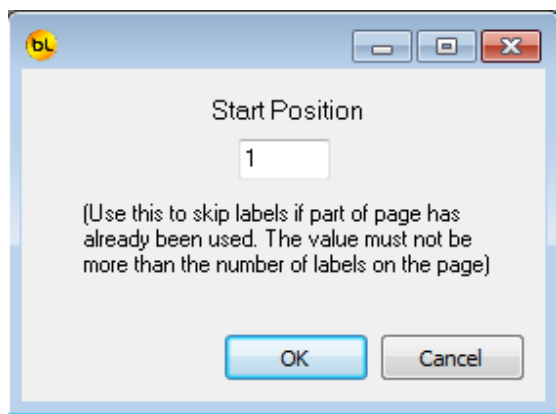 bL
Start Position
1
(Use this to skip labels if part of page has
already been used. The value must not be
more than the number of labels on the page)
OK Cancel